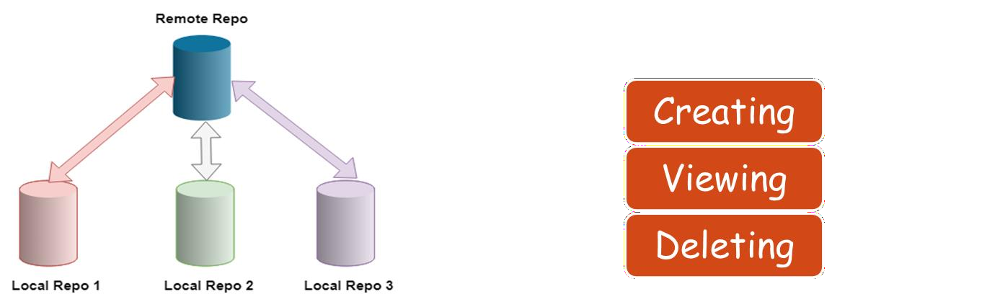 Remote Repo
Local Repo 1
Local Repo 2
Local Repo 3
Creating
Viewing
Deleting